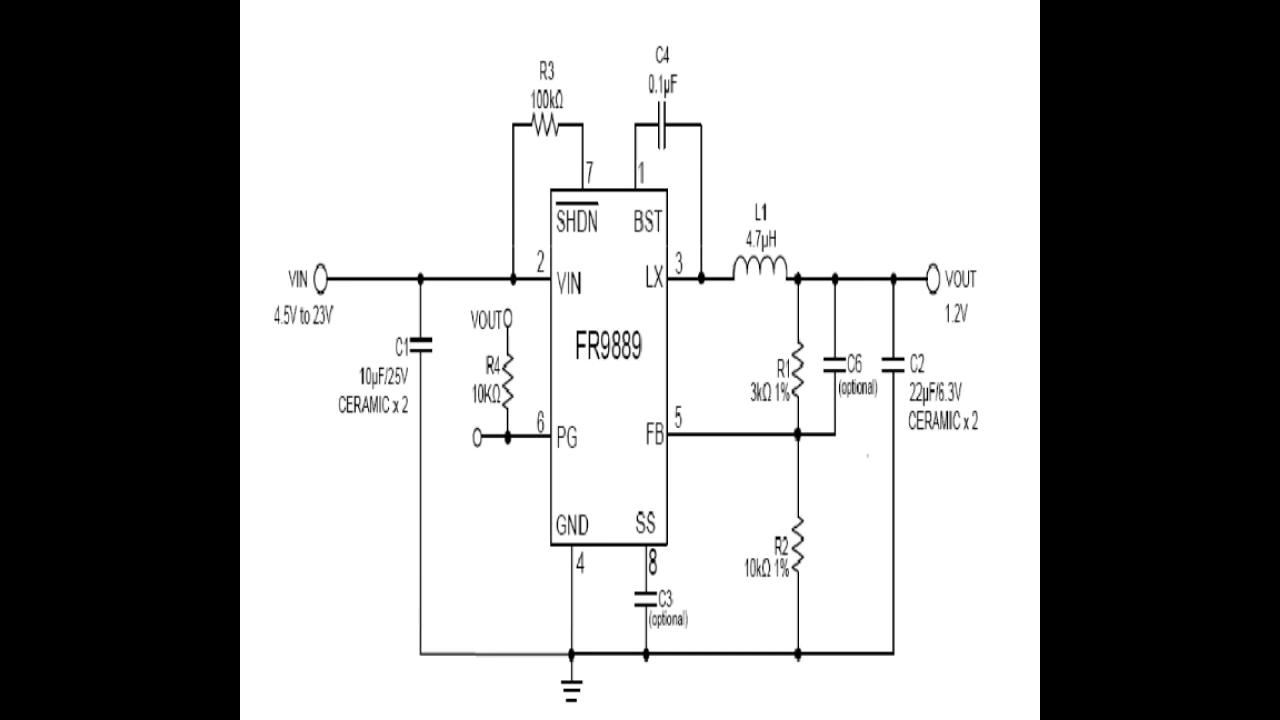 C4
0.1µF
R3
100kΩ
7
1
SHDN
BST
L1
4.7µH
2
3
VIN
VIN
LX
VOUT
4.5V to 23V
1.2V
VOUT
FR9889
C1
10µF/25V
CERAMIC x 2
R4
10KΩ
R1
3kΩ 1%
C6
(optional)
C2
22µF/6.3V
CERAMIC x 2
6
5
PG
FB
GND
SS
4
8
R2
10kΩ 1%
C3
(optional)